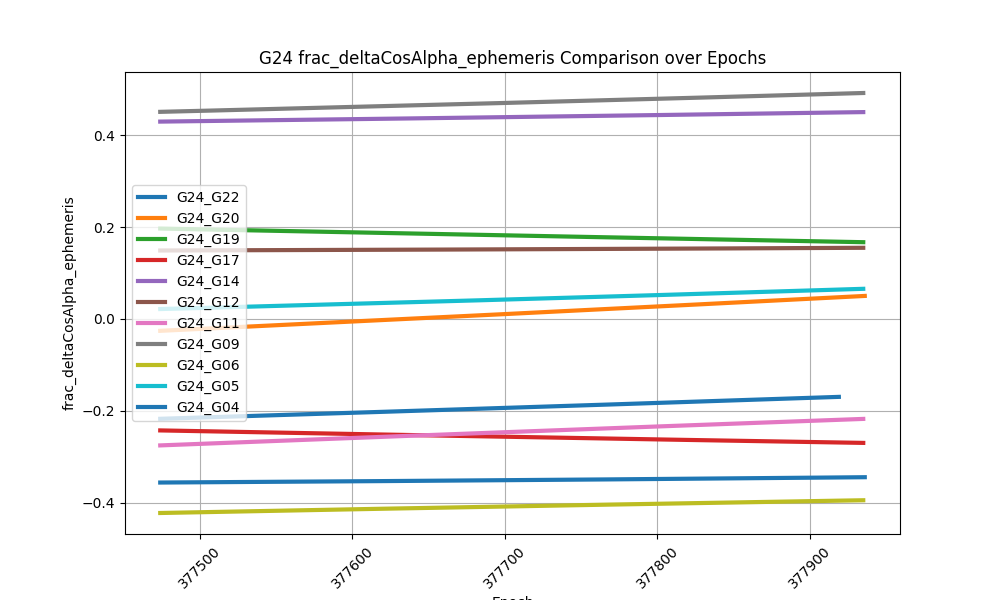 G24 frac_deltaCosAlpha_ephemeris Comparison over Epochs
frac_deltaCosAlpha_ephemeris
0.4
0.2
0.0
−0.2
−0.4
G24_G22
G24_G20
G24_G19
G24_G17
G24_G14
G24_G12
G24_G11
G24_G09
G24_G06
G24_G05
G24_G04
377500
377600
377700
377800
377900
Epoch